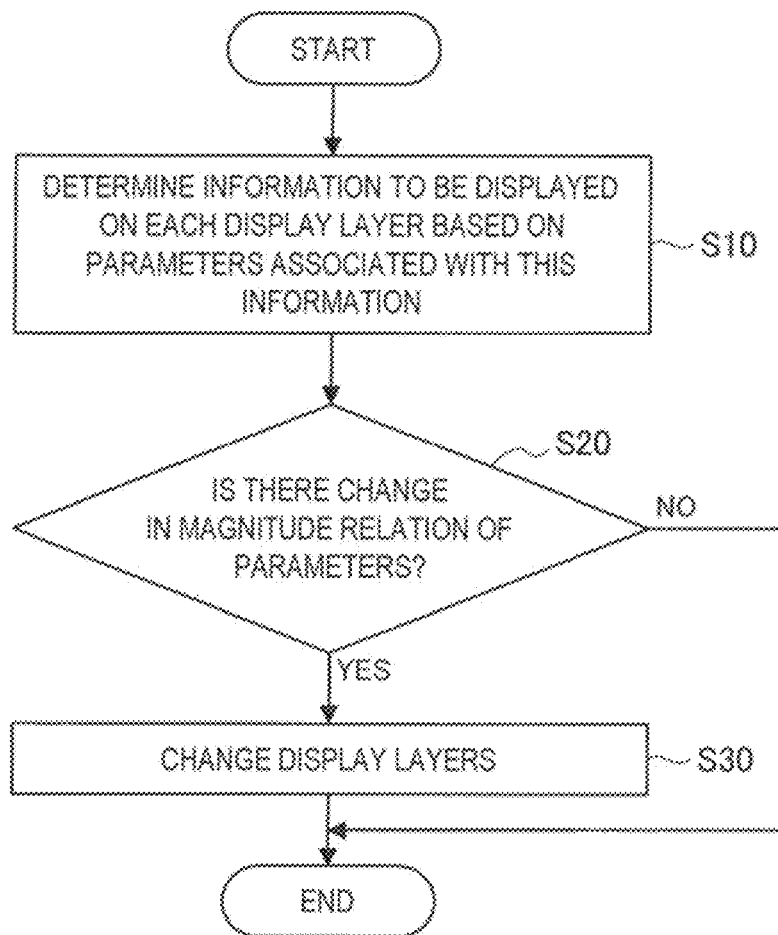 START
DETERMINE INFORMATION TO BE DISPLAYED
ON EACH DISPLAY LAYER BASED ON
PARAMETERS ASSOCIATED WITH THIS
INFORMATION
S10
S20
IS THERE CHANGE
IN MAGNITUDE RELATION OF
PARAMETERS?
NO
YES
CHANGE DISPLAY LAYERS
S30
END